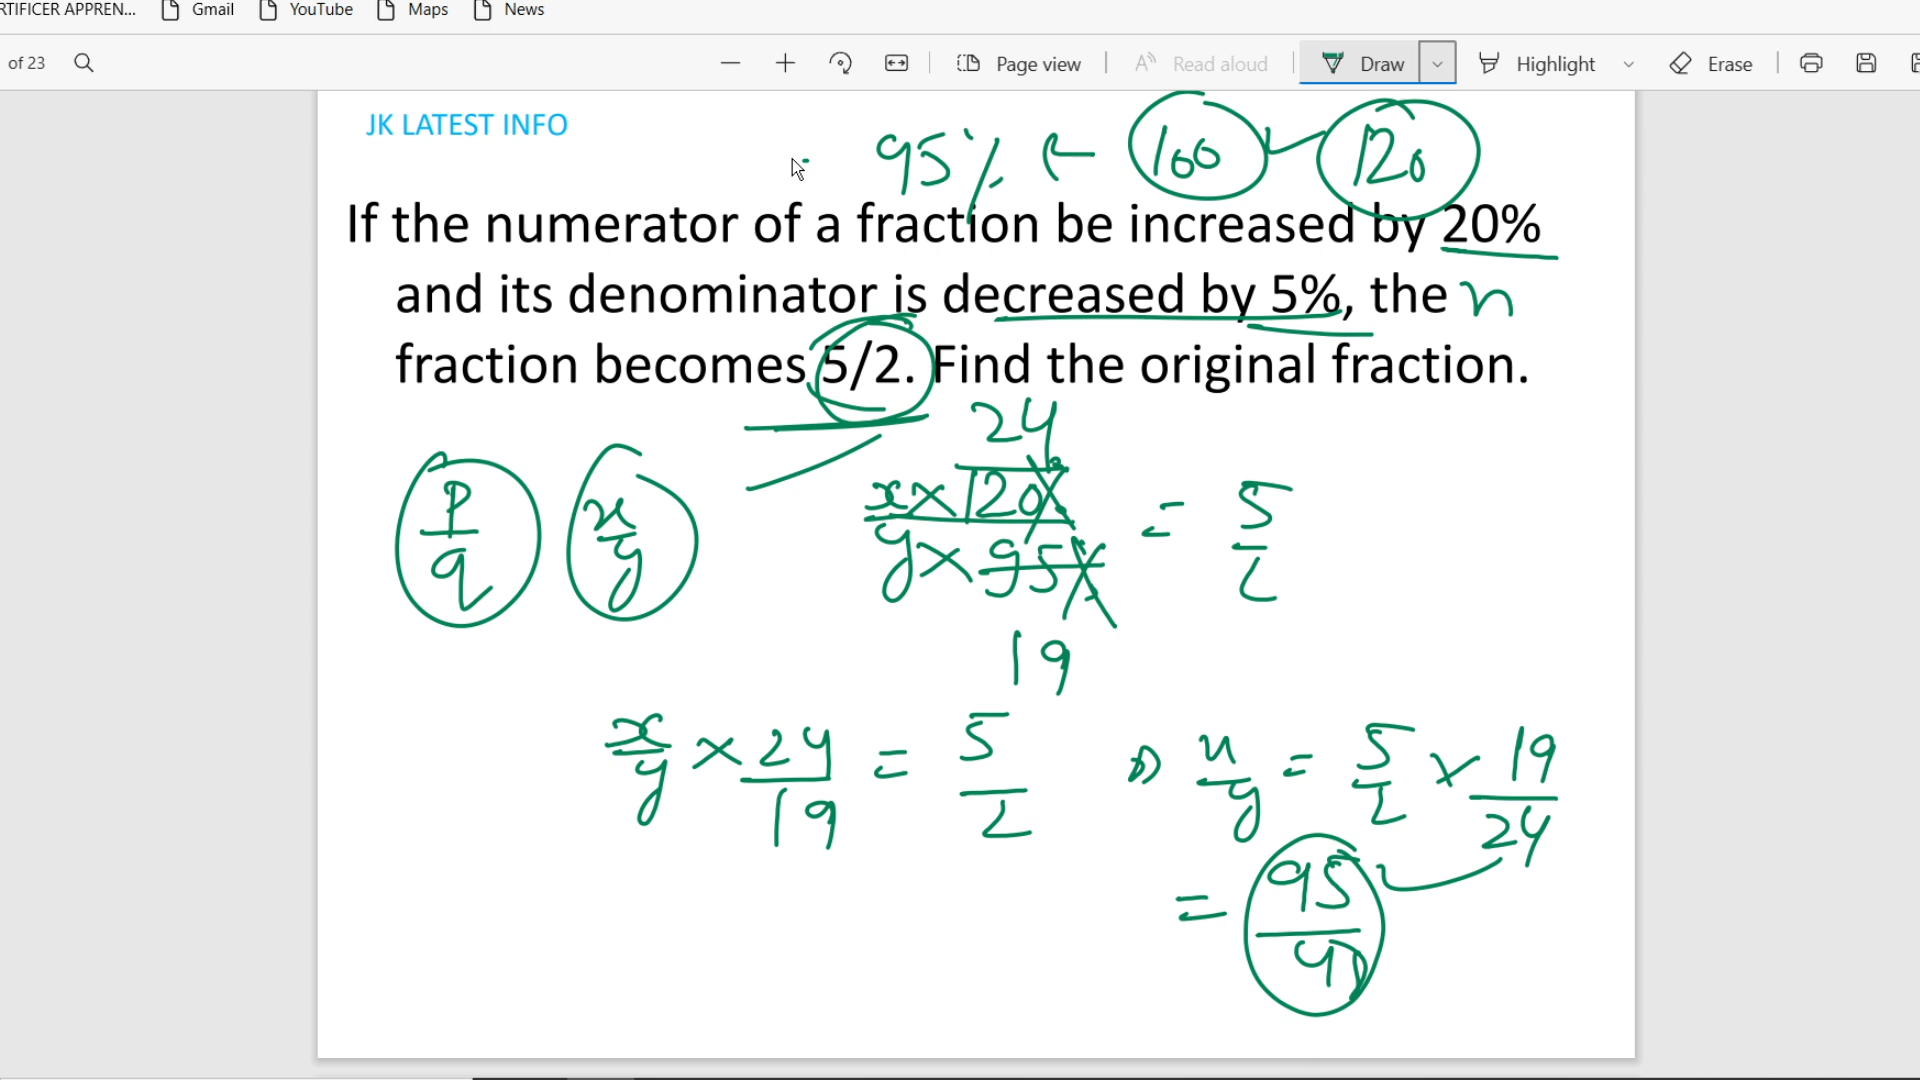 RTIFICER APPREN... Gmail YouTube Maps News
of 23 Page view Read aloud Draw Highlight Erase
JK LATEST INFO
95% ← 100 120
If the numerator of a fraction be increased by 20%
and its denominator is decreased by 5%, the
fraction becomes 5/2. Find the original fraction.
24
p/q x/y x×120%/y×95% = 5/2
19
x/y × 24/19 = 5/2 ⇒ x/y = 5/2 × 19/24
= 95/48